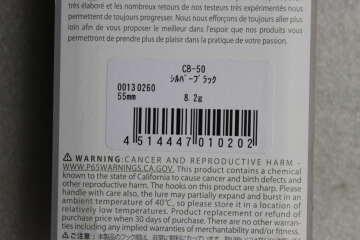 très élaboré et les nombreux retours de nos testeurs très expérimentés nous
permettent de toujours progresser. Nous nous efforçons de toujours aller plus
loin afin de vous proposer le meilleur dans l'espoir que nos produits vous
permettront de prendre plus de plaisir dans la pratique de votre passion.
CB-50
ｼﾙﾊﾞｰﾌﾞﾗｯｸ
00130260
55mm 8.2g
4 514447 010202
⚠ WARNING: CANCER AND REPRODUCTIVE HARM -
WWW.P65WARNINGS.CA.GOV. This product contains a chemical
known to the state of California to cause cancer and birth defects and
other reproductive harm. The hooks on this product are sharp. Please
handle with care. also, the lure may partially expand and burst in an
ambient temperature of 40℃, so please store it in a location of
relatively low temperatures. Product replacement or refund of
purchase price when 30 days of purchase. There are no other warran-
ties including any implied warranties of merchantability and/or fitness.